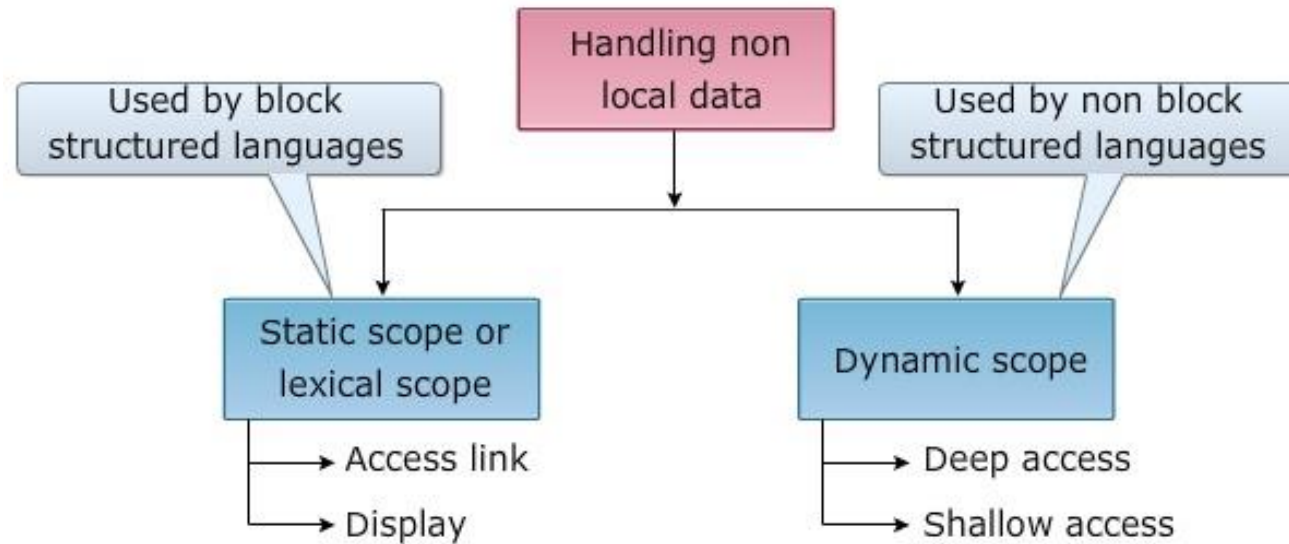 Handling non
local data
Used by block
structured languages
Used by non block
structured languages
Static scope or
lexical scope
Dynamic scope
Access link
Display
Deep access
Shallow access